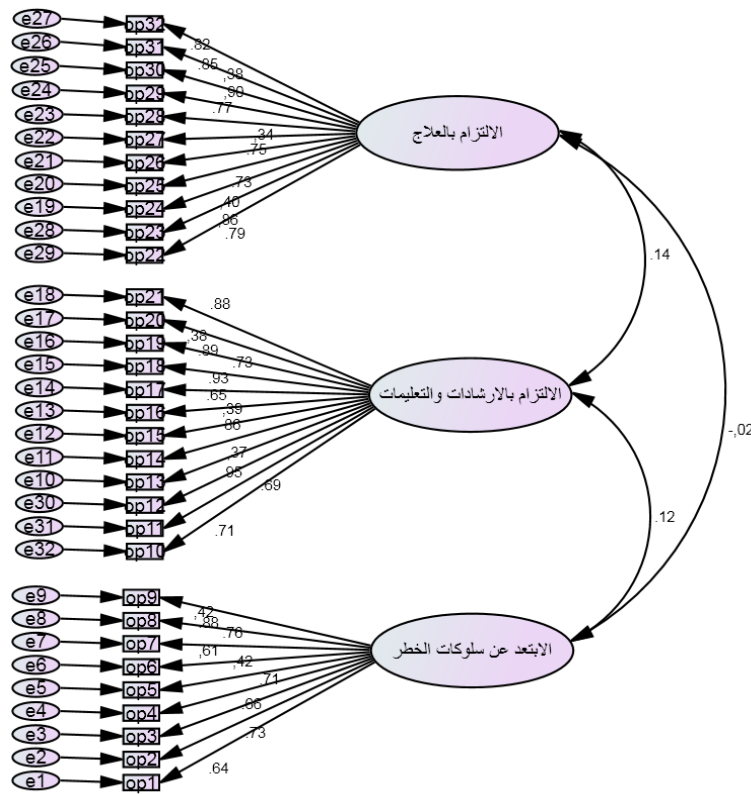 e27 op32 .82
e26 op31 .85
e25 op30 ,38
e24 op29 ,90
e23 op28 .77
e22 op27 ,34
e21 op26 .75
e20 op25 .73
e19 op24 ,40
e28 op23 ,86
e29 op22 .79
الالتزام بالعلاج
.14
e18 op21 .88
e17 op20 ,38
e16 op19 .89
e15 op18 .73
e14 op17 .93
e13 op16 .65
e12 op15 ,39
e11 op14 .86
e10 op13 ,37
e30 op12 .95
e31 op11 .69
e32 op10 .71
الالتزام بالارشادات والتعليمات
-,02
.12
e9 op9 ,42
e8 op8 .88
e7 op7 .76
e6 op6 ,61
e5 op5 ,42
e4 op4 .71
e3 op3 .66
e2 op2 .73
e1 op1 .64
الابتعد عن سلوكات الخطر